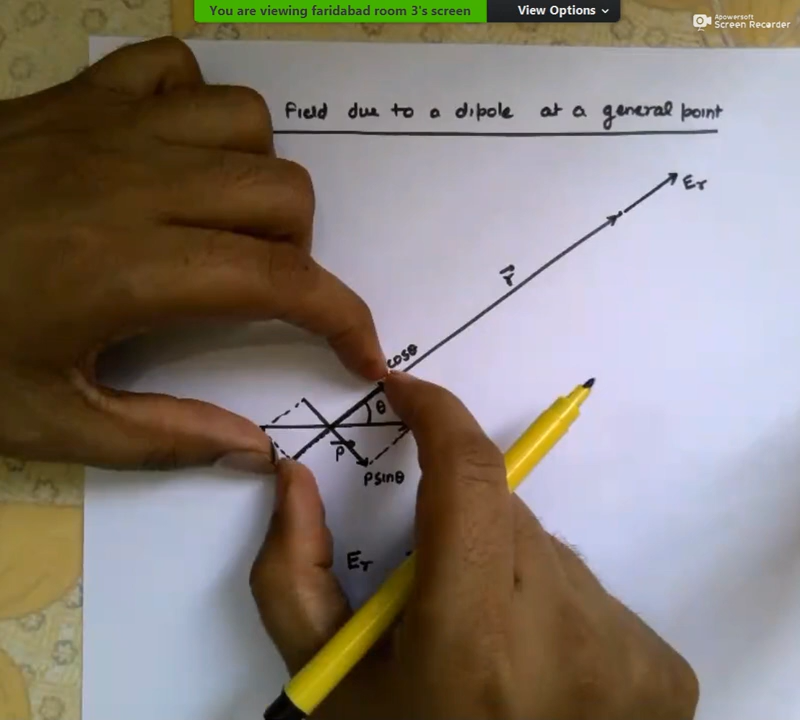 You are viewing faridabad room 3's screen
View Options
Apowersoft
Screen Recorder
Field due to a dipole at a general point
Er
r
cosθ
θ
P
Psinθ
Er